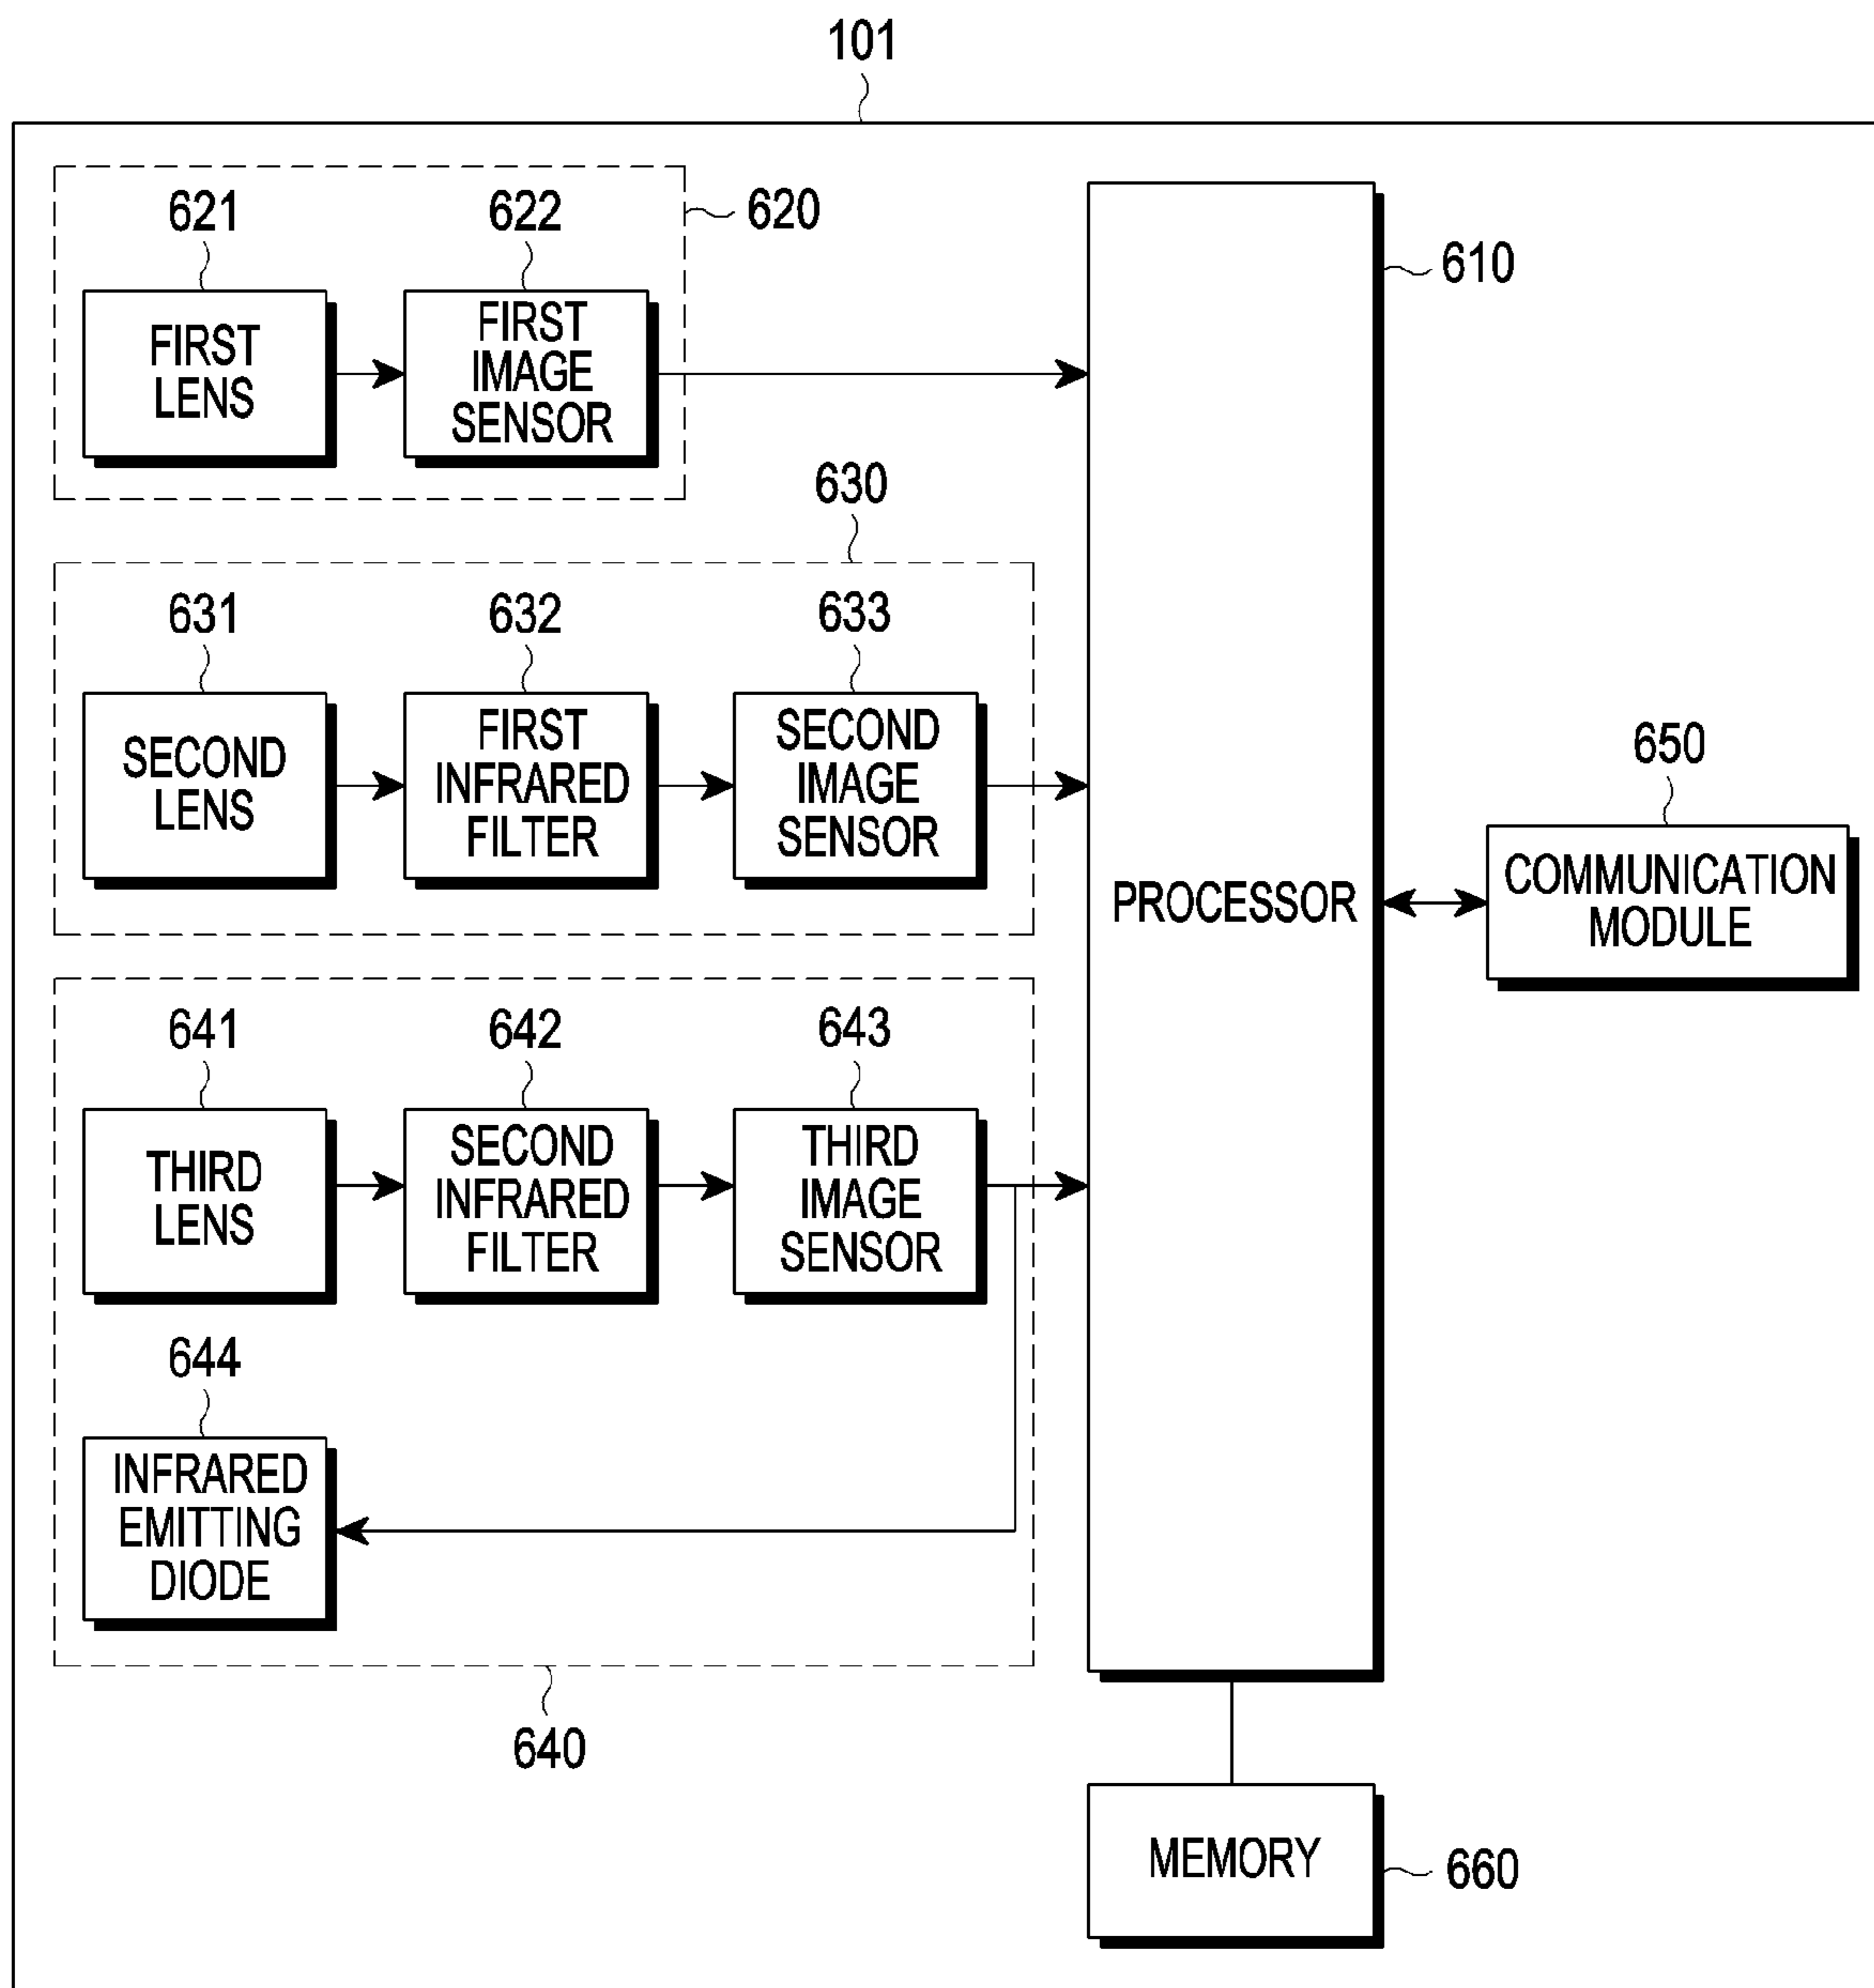 101
621
622
620
610
FIRST
LENS
FIRST
IMAGE
SENSOR
630
631
632
633
SECOND
LENS
FIRST
INFRARED
FILTER
SECOND
IMAGE
SENSOR
PROCESSOR
650
COMMUNICATION
MODULE
641
642
643
THIRD
LENS
SECOND
INFRARED
FILTER
THIRD
IMAGE
SENSOR
644
INFRARED
EMITTING
DIODE
640
MEMORY
660